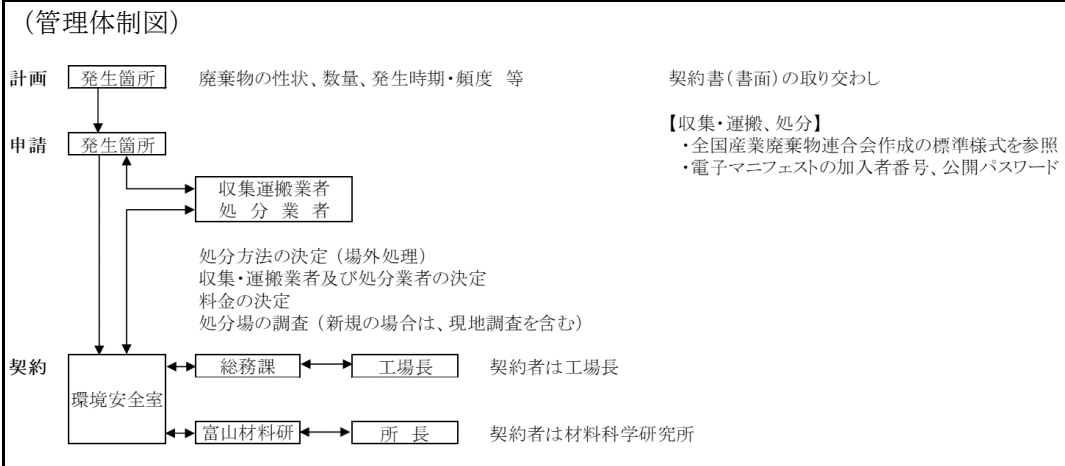 （管理体制図）
計画 発生箇所 廃棄物の性状、数量、発生時期・頻度 等 契約書（書面）の取り交わし
【収集・運搬、処分】
申請 発生箇所 ・全国産業廃棄物連合会作成の標準様式を参照
・電子マニフェストの加入者番号、公開パスワード
収集運搬業者
処 分 業 者
処分方法の決定（場外処理）
収集・運搬業者及び処分業者の決定
料金の決定
処分場の調査（新規の場合は、現地調査を含む）
契約 総務課 工場長 契約者は工場長
環境安全室
富山材料研 所 長 契約者は材料科学研究所